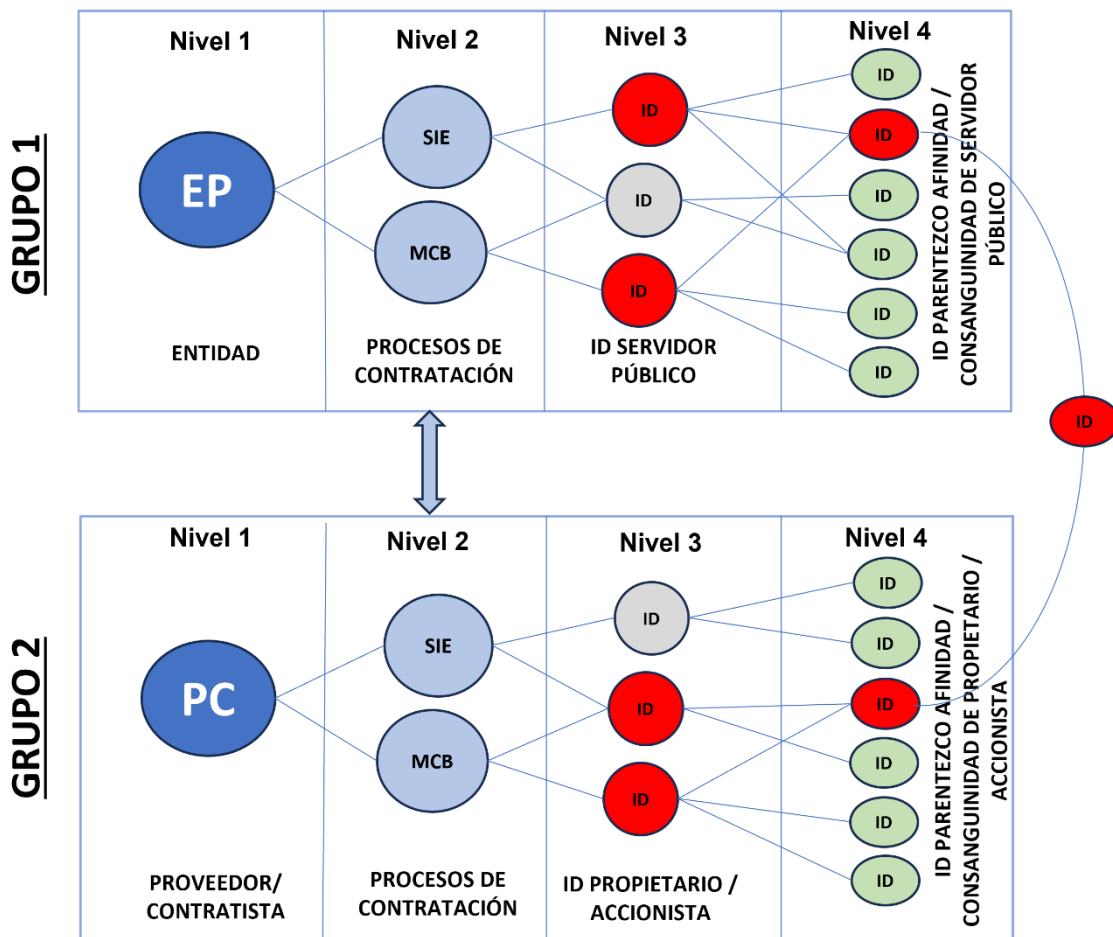 GRUPO 1
Nivel 1
Nivel 2
Nivel 3
Nivel 4
EP
SIE
MCB
ID
ID
ID
ID
ID
ID
ID
ID
ID
ENTIDAD
PROCESOS DE
CONTRATACIÓN
ID SERVIDOR
PÚBLICO
ID PARENTEZCO AFINIDAD /
CONSANGUINIDAD DE SERVIDOR
PÚBLICO
ID
GRUPO 2
Nivel 1
Nivel 2
Nivel 3
Nivel 4
PC
SIE
MCB
ID
ID
ID
ID
ID
ID
ID
ID
ID
PROVEEDOR/
CONTRATISTA
PROCESOS DE
CONTRATACIÓN
ID PROPIETARIO /
ACCIONISTA
ID PARENTEZCO AFINIDAD /
CONSANGUINIDAD DE PROPIETARIO /
ACCIONISTA